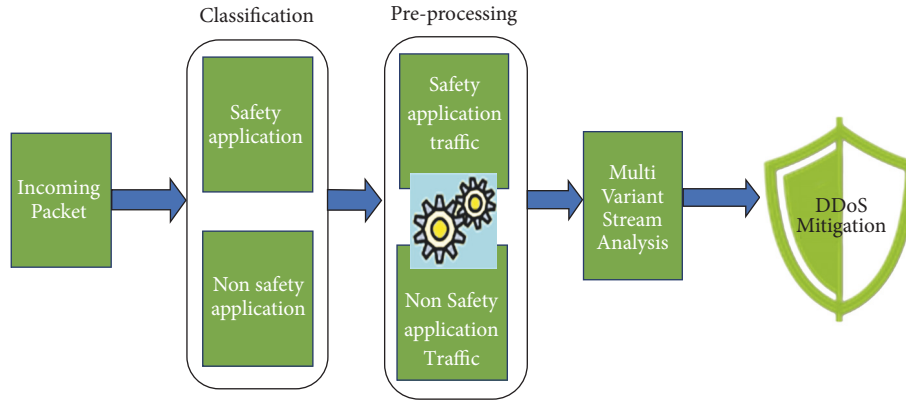 Classification
Pre-processing
Incoming
Packet
Safety
application
Non safety
application
Safety
application
traffic
Non Safety
application
Traffic
Multi
Variant
Stream
Analysis
DDoS
Mitigation